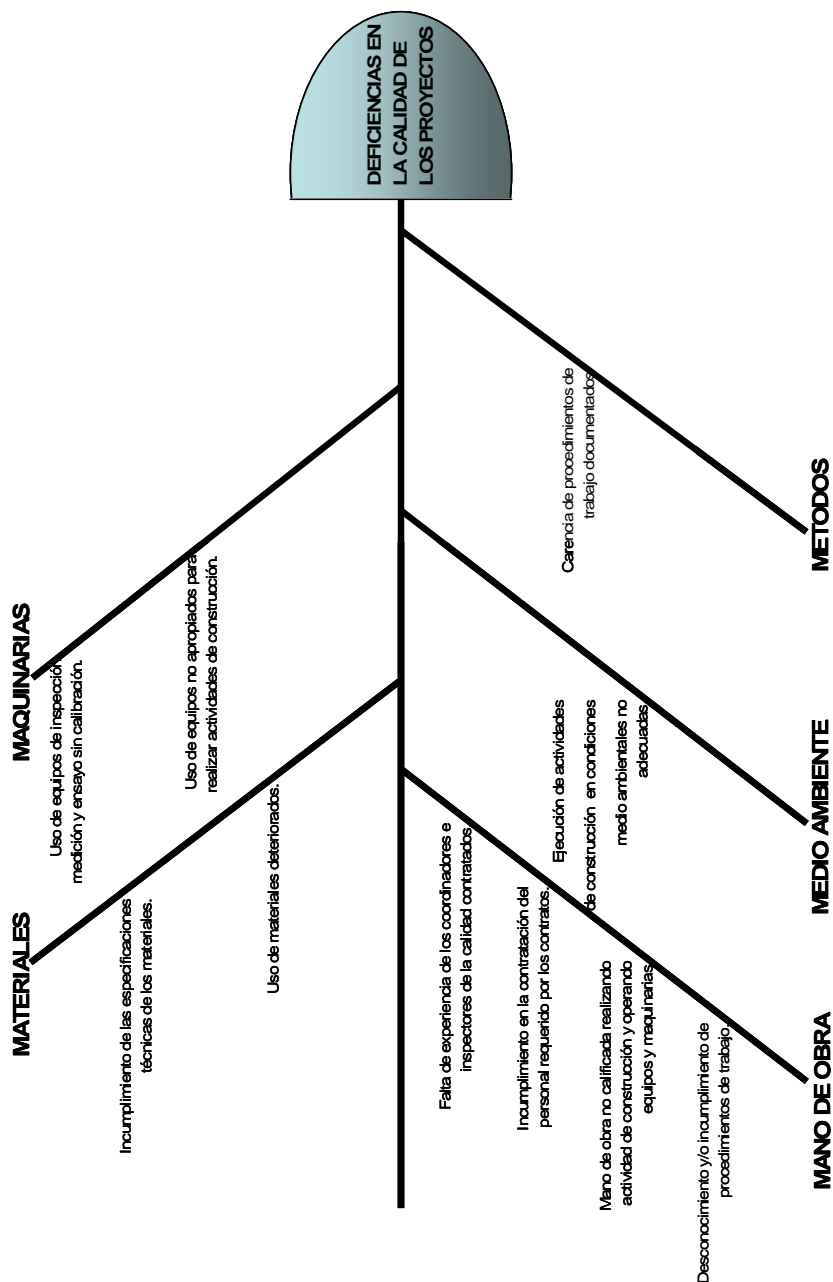 DEFICIENCIAS EN
LA CALIDAD DE
LOS PROYECTOS
MATERIALES
Incumplimiento de las especificaciones
técnicas de los materiales.
Uso de materiales deteriorados.
MAQUINARIAS
Uso de equipos de inspección
medición y ensayo sin calibración.
Uso de equipos no apropiados para
realizar actividades de construcción.
MANO DE OBRA
Falta de experiencia de los coordinadores e
inspectores de la calidad contratados
Incumplimiento en la contratación del
personal requerido por los contratos.
Mano de obra no calificada realizando
actividad de construcción y operando
equipos y maquinarias
Desconocimiento y/o incumplimiento de
procedimientos de trabajo.
MEDIO AMBIENTE
Ejecución de actividades
de construcción en condiciones
medio ambientales no
adecuadas
METODOS
Carencia de procedimientos de
trabajo documentados